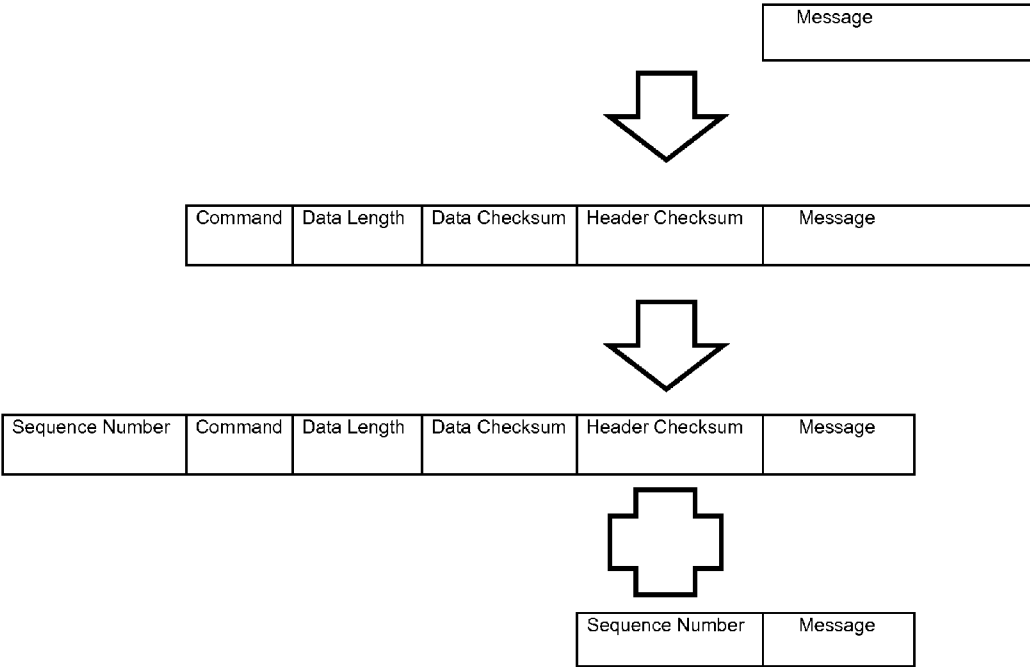 Message
Command Data Length Data Checksum Header Checksum Message
Sequence Number Command Data Length Data Checksum Header Checksum Message
Sequence Number Message